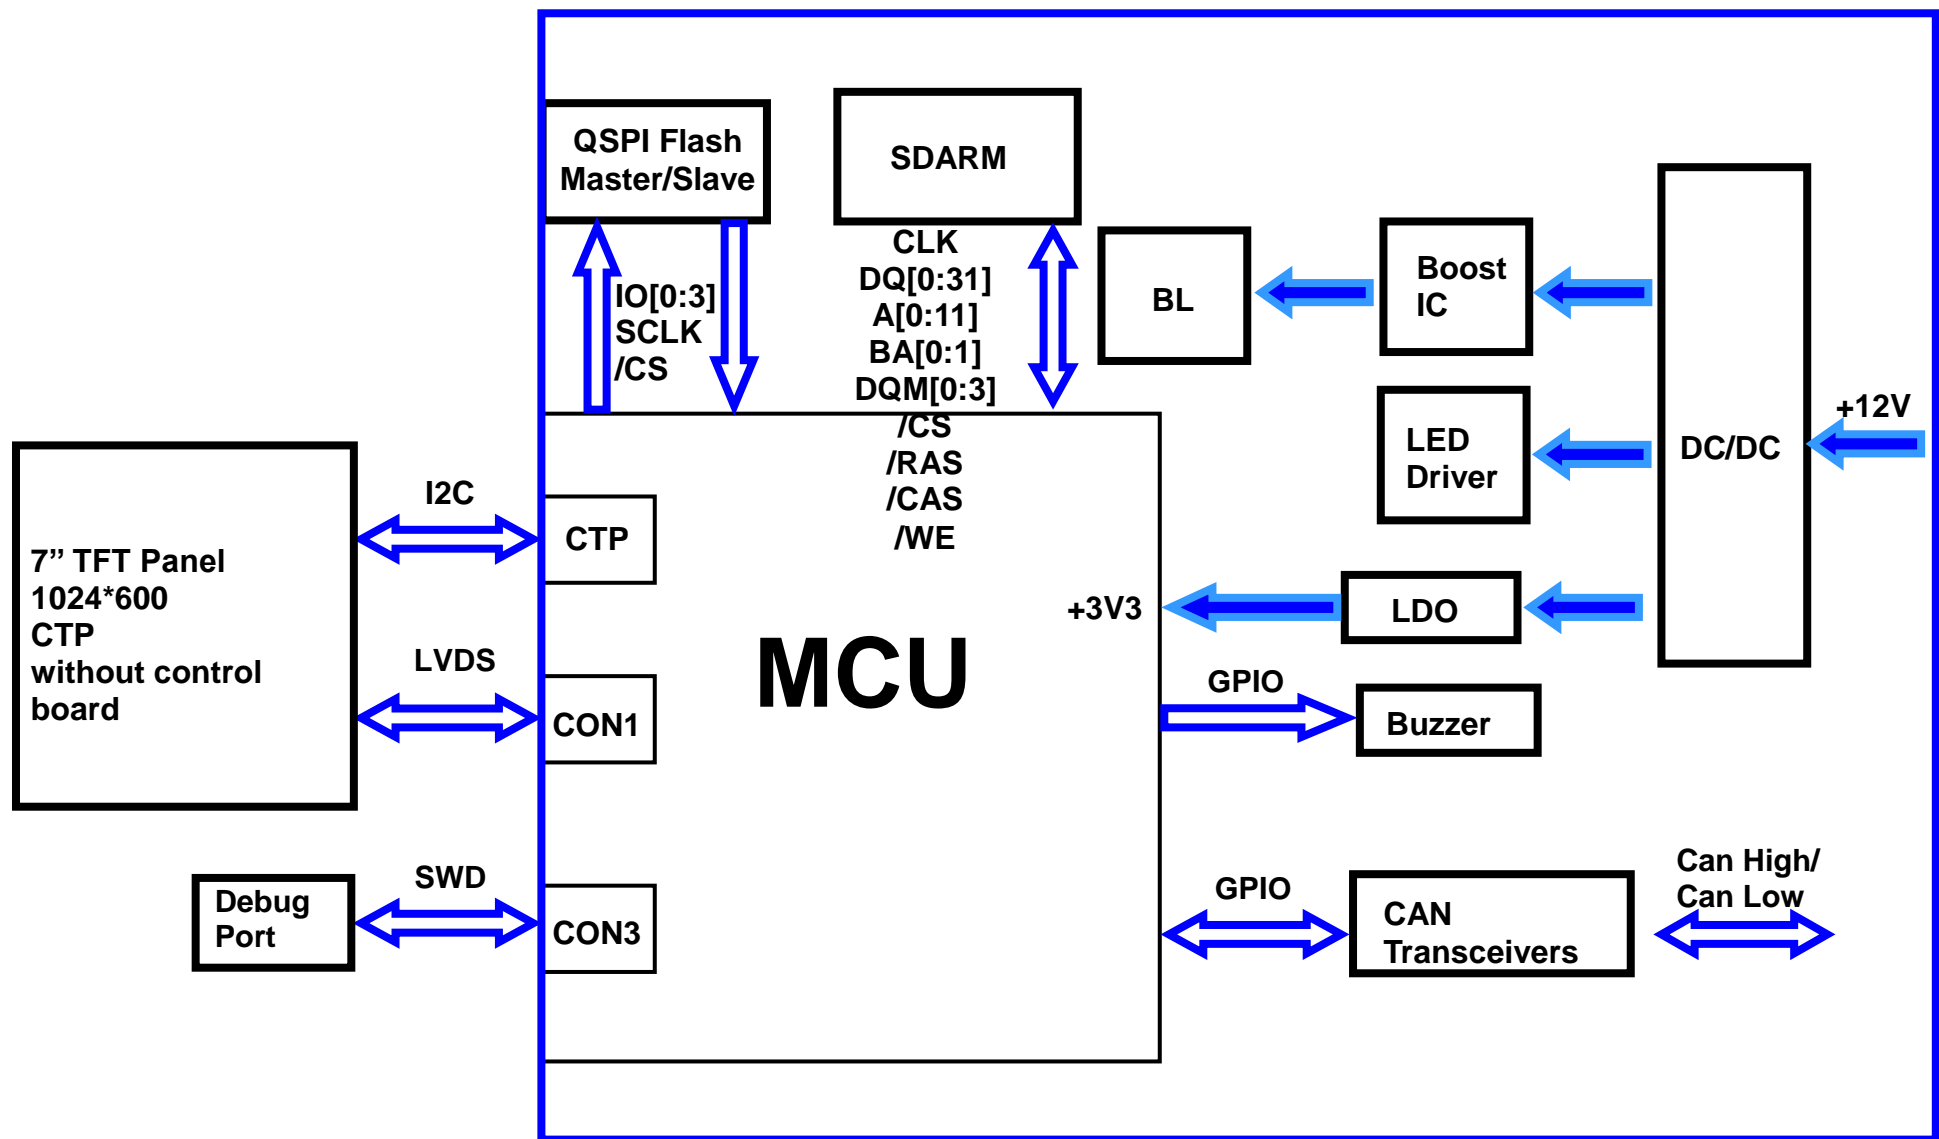 QSPI Flash
Master/Slave
SDARM
IO[0:3]
SCLK
/CS
CLK
DQ[0:31]
A[0:11]
BA[0:1]
DQM[0:3]
/CS
/RAS
/CAS
/WE
BL
Boost
IC
LED
Driver
DC/DC
+12V
7’’ TFT Panel
1024*600
CTP
without control
board
I2C
CTP
LVDS
CON1
MCU
+3V3
LDO
GPIO
Buzzer
Debug
Port
SWD
CON3
GPIO
CAN
Transceivers
Can High/
Can Low